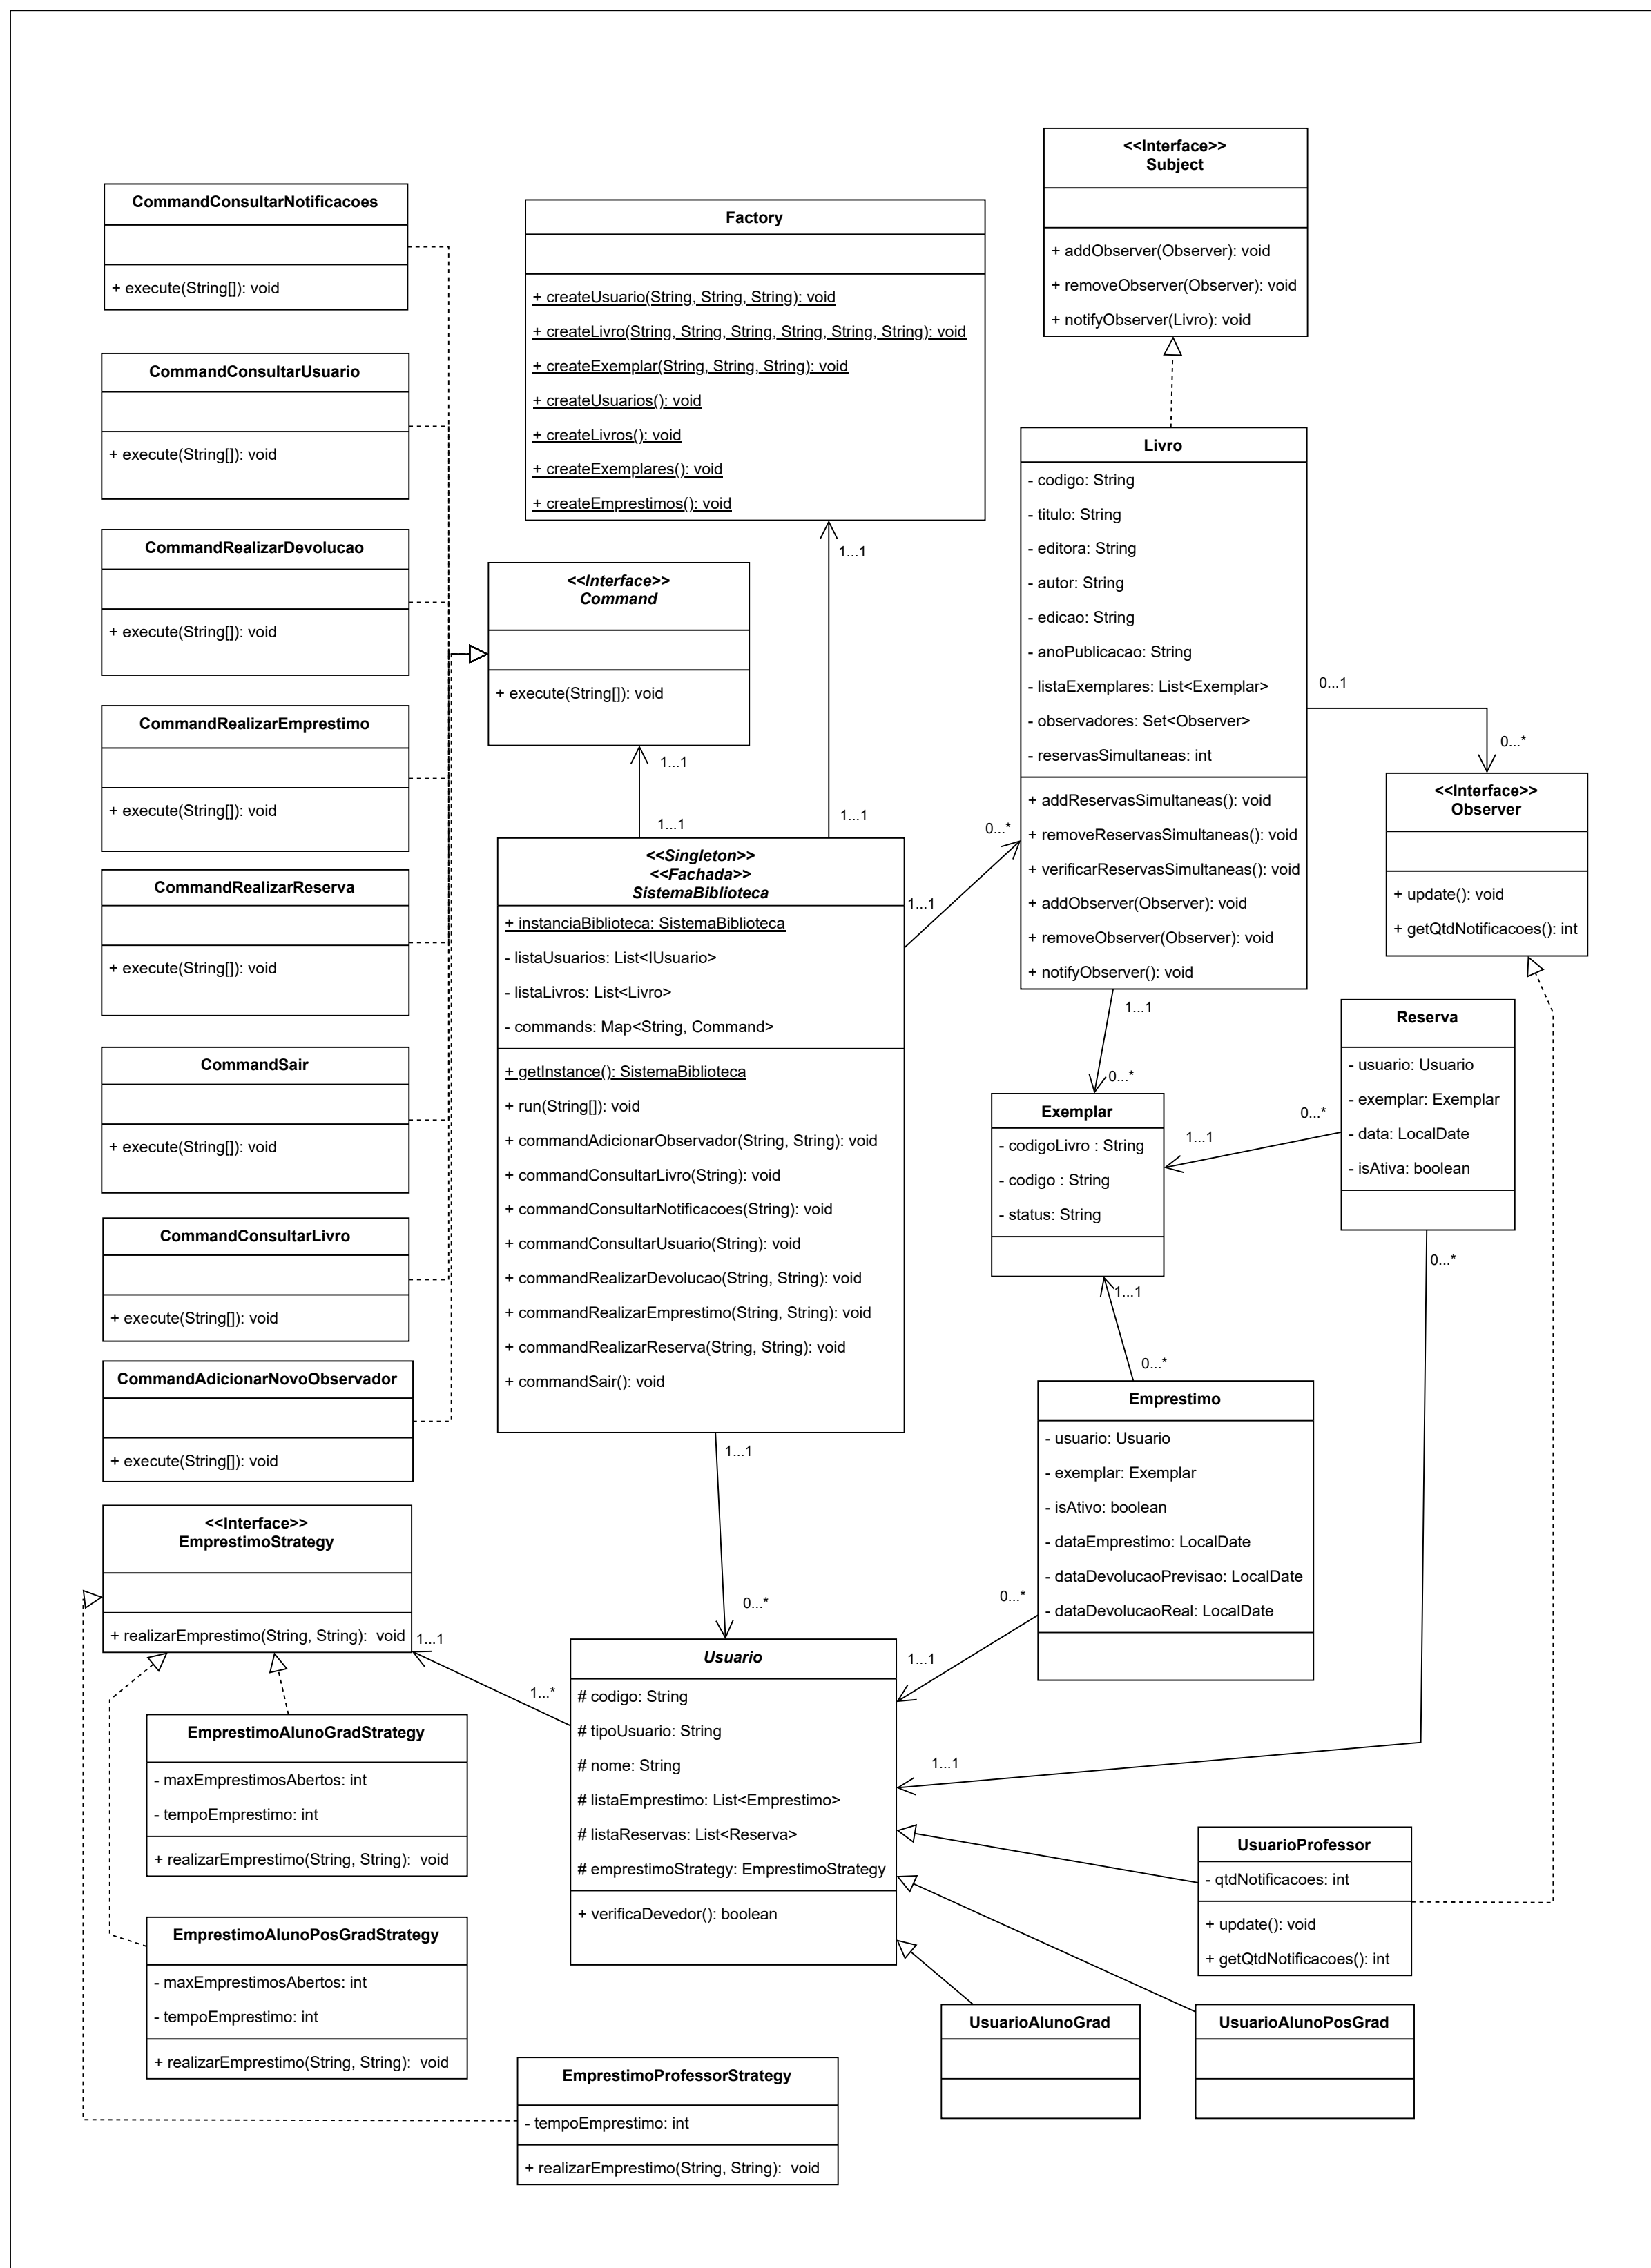 CommandConsultarNotificacoes
+ execute(String[]): void
CommandConsultarUsuario
+ execute(String[]): void
CommandRealizarDevolucao
+ execute(String[]): void
CommandRealizarEmprestimo
+ execute(String[]): void
CommandRealizarReserva
+ execute(String[]): void
CommandSair
+ execute(String[]): void
CommandConsultarLivro
+ execute(String[]): void
CommandAdicionarNovoObservador
+ execute(String[]): void
Factory
+ createUsuario(String, String, String): void
+ createLivro(String, String, String, String, String, String): void
+ createExemplar(String, String, String): void
+ createUsuarios(): void
+ createLivros(): void
+ createExemplares(): void
+ createEmprestimos(): void
1...1
<<Interface>>
Command
+ execute(String[]): void
1...1
1...1
1...1
<<Singleton>>
<<Fachada>>
SistemaBiblioteca
+ instanciaBiblioteca: SistemaBiblioteca
- listaUsuarios: List<IUsuario>
- listaLivros: List<Livro>
- commands: Map<String, Command>
+ getInstance(): SistemaBiblioteca
+ run(String[]): void
+ commandAdicionarObservador(String, String): void
+ commandConsultarLivro(String): void
+ commandConsultarNotificacoes(String): void
+ commandConsultarUsuario(String): void
+ commandRealizarDevolucao(String, String): void
+ commandRealizarEmprestimo(String, String): void
+ commandRealizarReserva(String, String): void
+ commandSair(): void
1...1
0...*
1...1
0...*
<<Interface>>
Subject
+ addObserver(Observer): void
+ removeObserver(Observer): void
+ notifyObserver(Livro): void
Livro
- codigo: String
- titulo: String
- editora: String
- autor: String
- edicao: String
- anoPublicacao: String
- listaExemplares: List<Exemplar>
- observadores: Set<Observer>
- reservasSimultaneas: int
+ addReservasSimultaneas(): void
+ removeReservasSimultaneas(): void
+ verificarReservasSimultaneas(): void
+ addObserver(Observer): void
+ removeObserver(Observer): void
+ notifyObserver(): void
0...1
0...*
<<Interface>>
Observer
+ update(): void
+ getQtdNotificacoes(): int
1...1
0...*
Exemplar
- codigoLivro : String
- codigo : String
- status : String
Reserva
- usuario: Usuario
- exemplar: Exemplar
- data: LocalDate
- isAtiva: boolean
0...*
1...1
0...*
1...1
0...*
Emprestimo
- usuario: Usuario
- exemplar: Exemplar
- isAtivo: boolean
- dataEmprestimo: LocalDate
- dataDevolucaoPrevisao: LocalDate
- dataDevolucaoReal: LocalDate
0...*
1...1
1...1
<<Interface>>
EmprestimoStrategy
+ realizarEmprestimo(String, String): void
1...1
1...*
Usuario
# codigo: String
# tipoUsuario: String
# nome: String
# listaEmprestimo: List<Emprestimo>
# listaReservas: List<Reserva>
# emprestimoStrategy: EmprestimoStrategy
+ verificaDevedor(): boolean
EmprestimoAlunoGradStrategy
- maxEmprestimosAbertos: int
- tempoEmprestimo: int
+ realizarEmprestimo(String, String): void
EmprestimoAlunoPosGradStrategy
- maxEmprestimosAbertos: int
- tempoEmprestimo: int
+ realizarEmprestimo(String, String): void
EmprestimoProfessorStrategy
- tempoEmprestimo: int
+ realizarEmprestimo(String, String): void
UsuarioProfessor
- qtdNotificacoes: int
+ update(): void
+ getQtdNotificacoes(): int
UsuarioAlunoGrad
UsuarioAlunoPosGrad